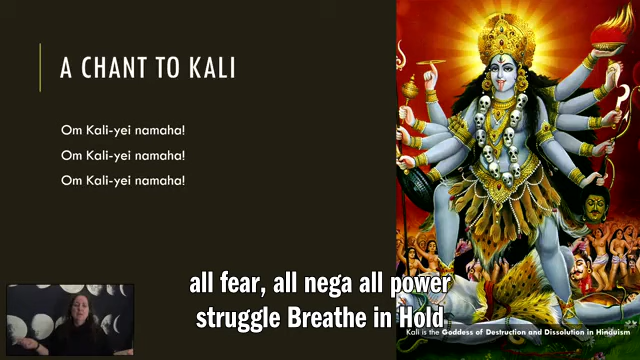 A CHANT TO KALI
Om Kali-yei namaha!
Om Kali-yei namaha!
Om Kali-yei namaha!
all fear, all nega all power
struggle Breathe in Hold
Kali is the Goddess of Destruction and Dissolution in Hinduism